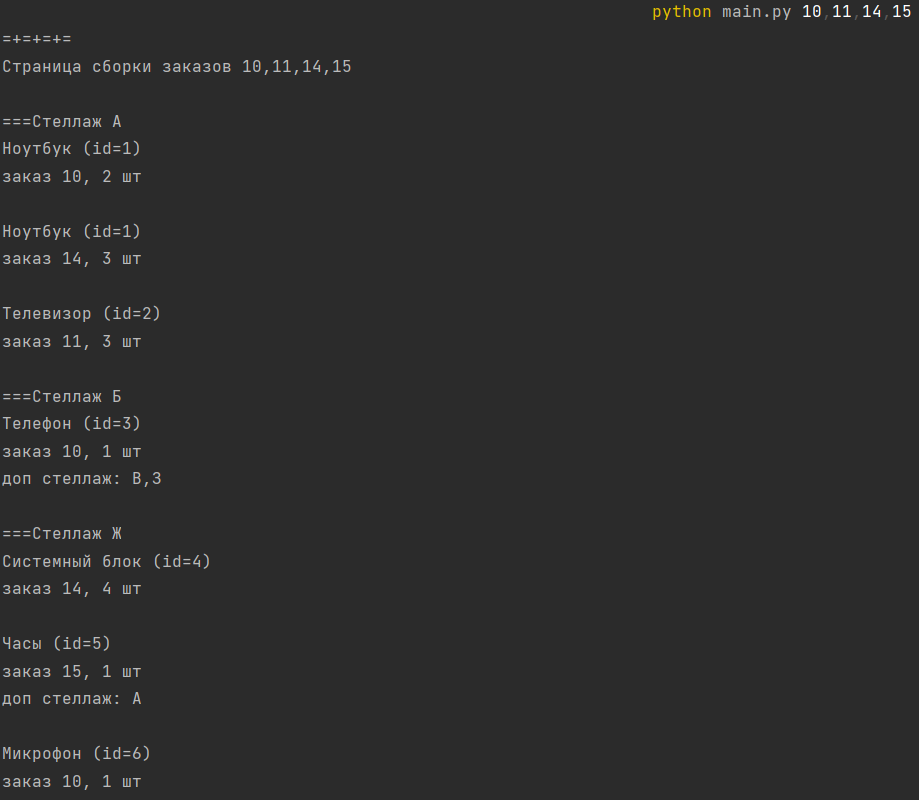 python main.py 10,11,14,15
=+=+=+=
Страница сборки заказов 10,11,14,15
===Стеллаж А
Ноутбук (id=1)
заказ 10, 2 шт
Ноутбук (id=1)
заказ 14, 3 шт
Телевизор (id=2)
заказ 11, 3 шт
===Стеллаж Б
Телефон (id=3)
заказ 10, 1 шт
доп стеллаж: В,З
===Стеллаж Ж
Системный блок (id=4)
заказ 14, 4 шт
Часы (id=5)
заказ 15, 1 шт
доп стеллаж: А
Микрофон (id=6)
заказ 10, 1 шт